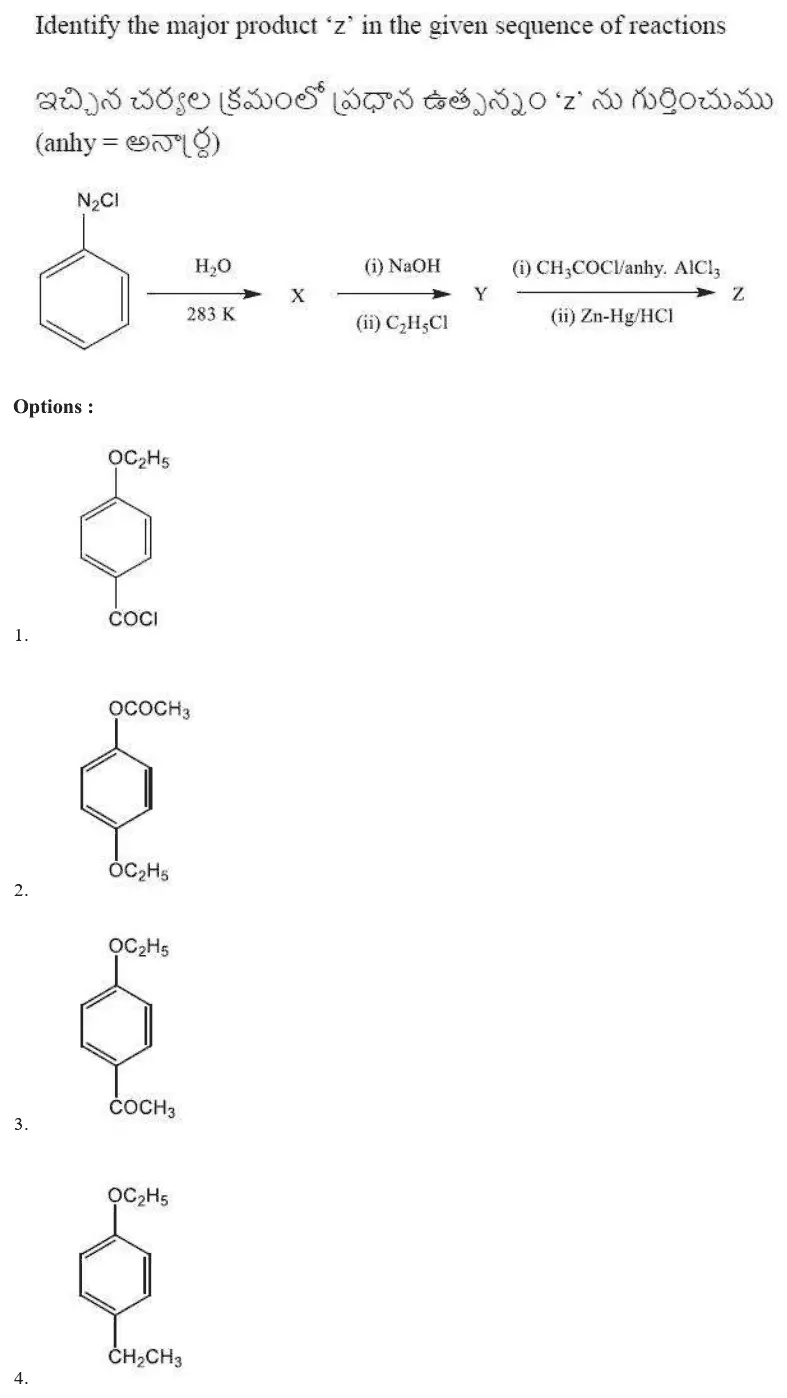 Identify the major product ‘z’ in the given sequence of reactions
ఇచ్చిన చర్యల క్రమంలో ప్రధాన ఉత్పన్నం ‘z’ ను గుర్తించుము
(anhy = అనార్ద్ర)
N₂Cl
H₂O
283 K
X
(i) NaOH
(ii) C₂H₅Cl
Y
(i) CH₃COCl/anhy. AlCl₃
(ii) Zn-Hg/HCl
Z
Options :
OC₂H₅
COCl
1.
OCOCH₃
OC₂H₅
2.
OC₂H₅
COCH₃
3.
OC₂H₅
CH₂CH₃
4.